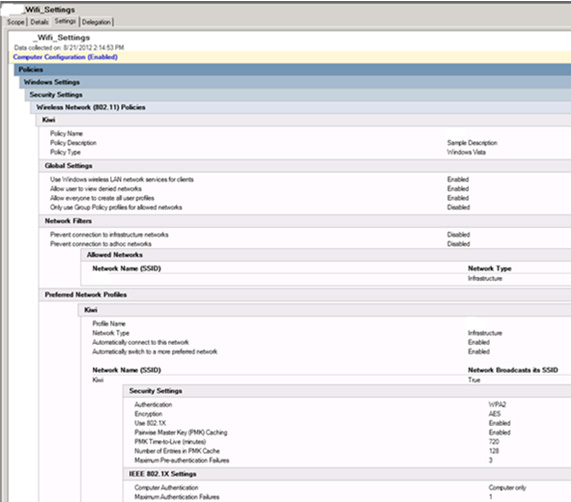 _Wifi_Settings
Scope Details Settings Delegation
_Wifi_Settings
Data collected on: 8/21/2012 2:14:53 PM
Computer Configuration (Enabled)
Policies
Windows Settings
Security Settings
Wireless Network (802.11) Policies
Kiwi
Policy Name
Policy Description Sample Description
Policy Type Windows Vista
Global Settings
Use Windows wireless LAN network services for clients Enabled
Allow user to view denied networks Enabled
Allow everyone to create all user profiles Enabled
Only use Group Policy profiles for allowed networks Disabled
Network Filters
Prevent connection to infrastructure networks Disabled
Prevent connection to adhoc networks Disabled
Allowed Networks
Network Name (SSID) Network Type
Infrastructure
Preferred Network Profiles
Kiwi
Profile Name
Network Type Infrastructure
Automatically connect to this network Enabled
Automatically switch to a more preferred network Enabled
Network Name (SSID) Network Broadcasts its SSID
Kiwi True
Security Settings
Authentication WPA2
Encryption AES
Use 802.1X Enabled
Pairwise Master Key (PMK) Caching Enabled
PMK Time-to-Live (minutes) 720
Number of Entries in PMK Cache 128
Maximum Pre-authentication Failures 3
IEEE 802.1X Settings
Computer Authentication Computer only
Maximum Authentication Failures 1